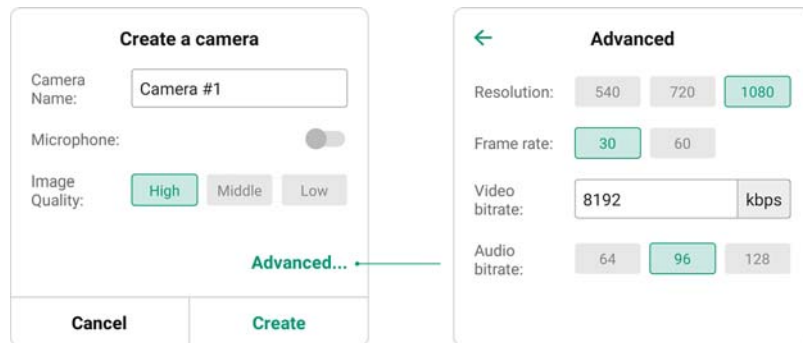 Create a camera
Camera
Name:
Camera #1
Microphone:
Image
Quality:
High Middle Low
Advanced...
Cancel Create
Advanced
Resolution: 540 720 1080
Frame rate: 30 60
Video
bitrate:
8192 kbps
Audio
bitrate:
64 96 128